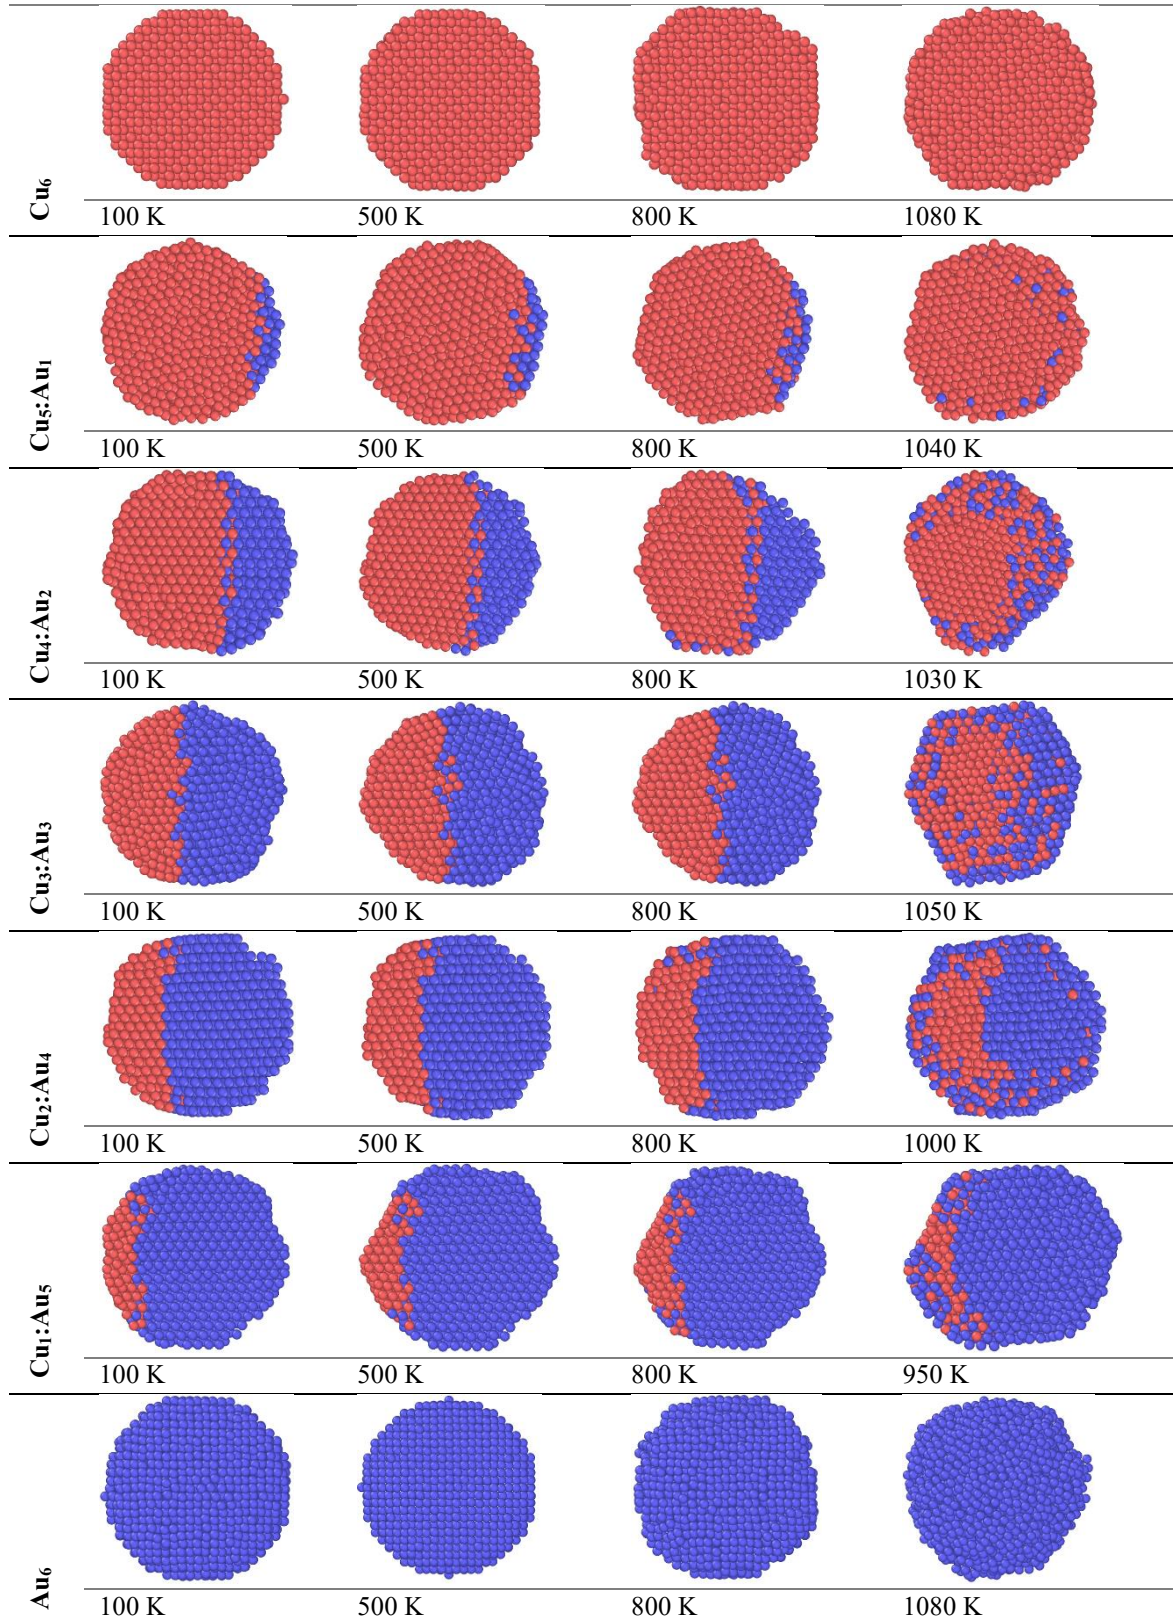 Cu₆
100 K 500 K 800 K 1080 K
Cu₅:Au₁
100 K 500 K 800 K 1040 K
Cu₄:Au₂
100 K 500 K 800 K 1030 K
Cu₃:Au₃
100 K 500 K 800 K 1050 K
Cu₂:Au₄
100 K 500 K 800 K 1000 K
Cu₁:Au₅
100 K 500 K 800 K 950 K
Au₆
100 K 500 K 800 K 1080 K